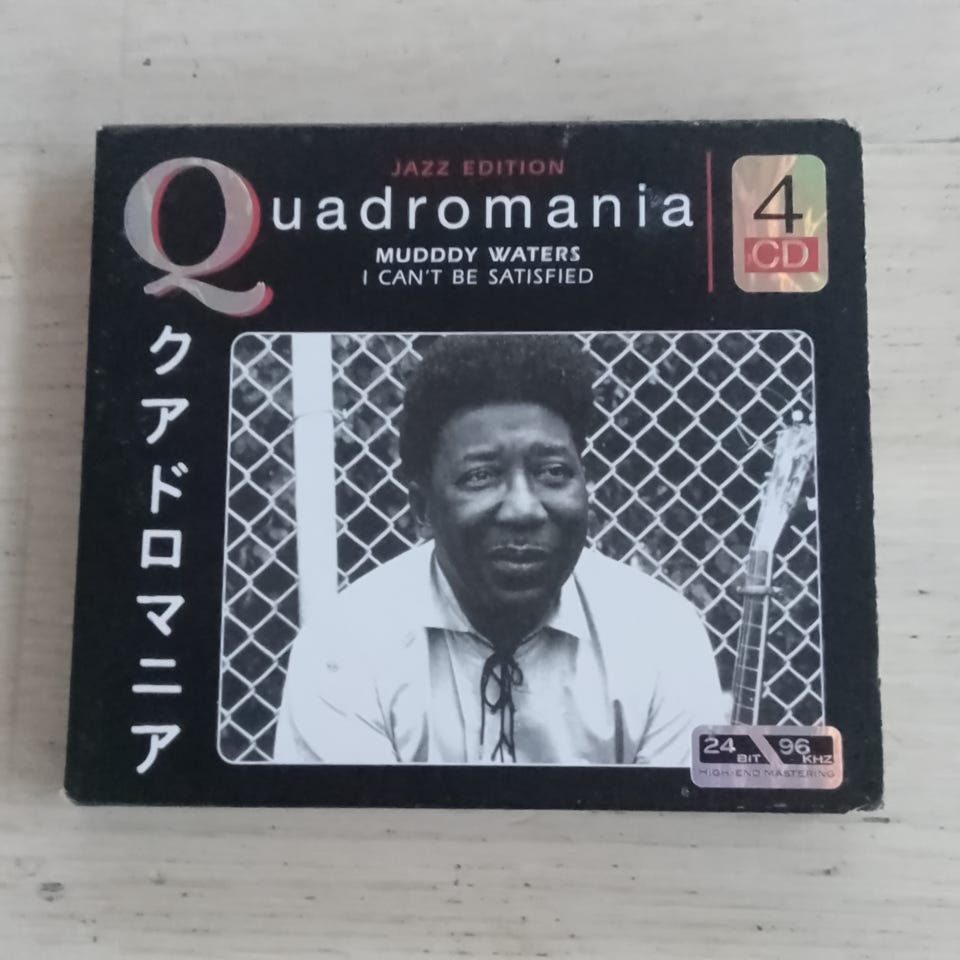 JAZZ EDITION
Quadromania
MUDDDY WATERS
I CAN'T BE SATISFIED
4
CD
クアドロマニア
24 BIT 96 KHZ
HIGH-END MASTERING